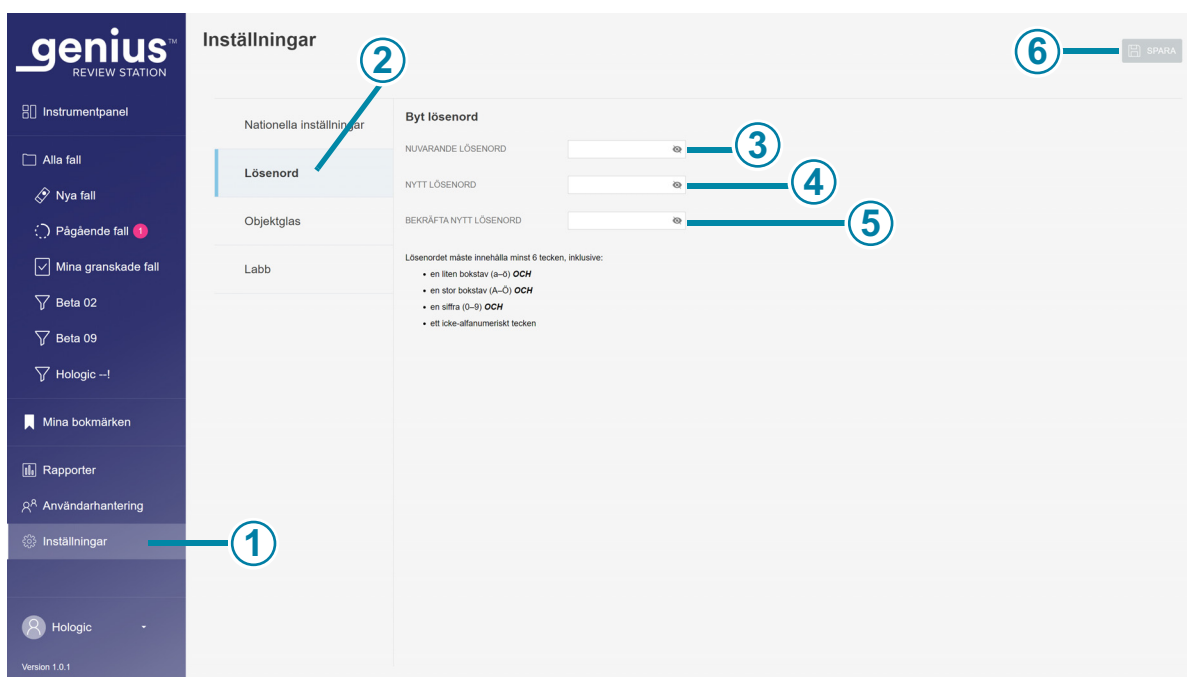 genius™
REVIEW STATION
Instrumentpanel
Alla fall
Nya fall
Pågående fall 1
Mina granskade fall
Beta 02
Beta 09
Hologic --!
Mina bokmärken
Rapporter
Användarhantering
Inställningar
Hologic
Version 1.0.1
Inställningar
SPARA
Nationella inställningar
Lösenord
Objektglas
Labb
Byt lösenord
NUVARANDE LÖSENORD
NYTT LÖSENORD
BEKRÄFTA NYTT LÖSENORD
Lösenordet måste innehålla minst 6 tecken, inklusive:
• en liten bokstav (a–ö) OCH
• en stor bokstav (A–Ö) OCH
• en siffra (0–9) OCH
• ett icke-alfanumeriskt tecken
1
2
3
4
5
6